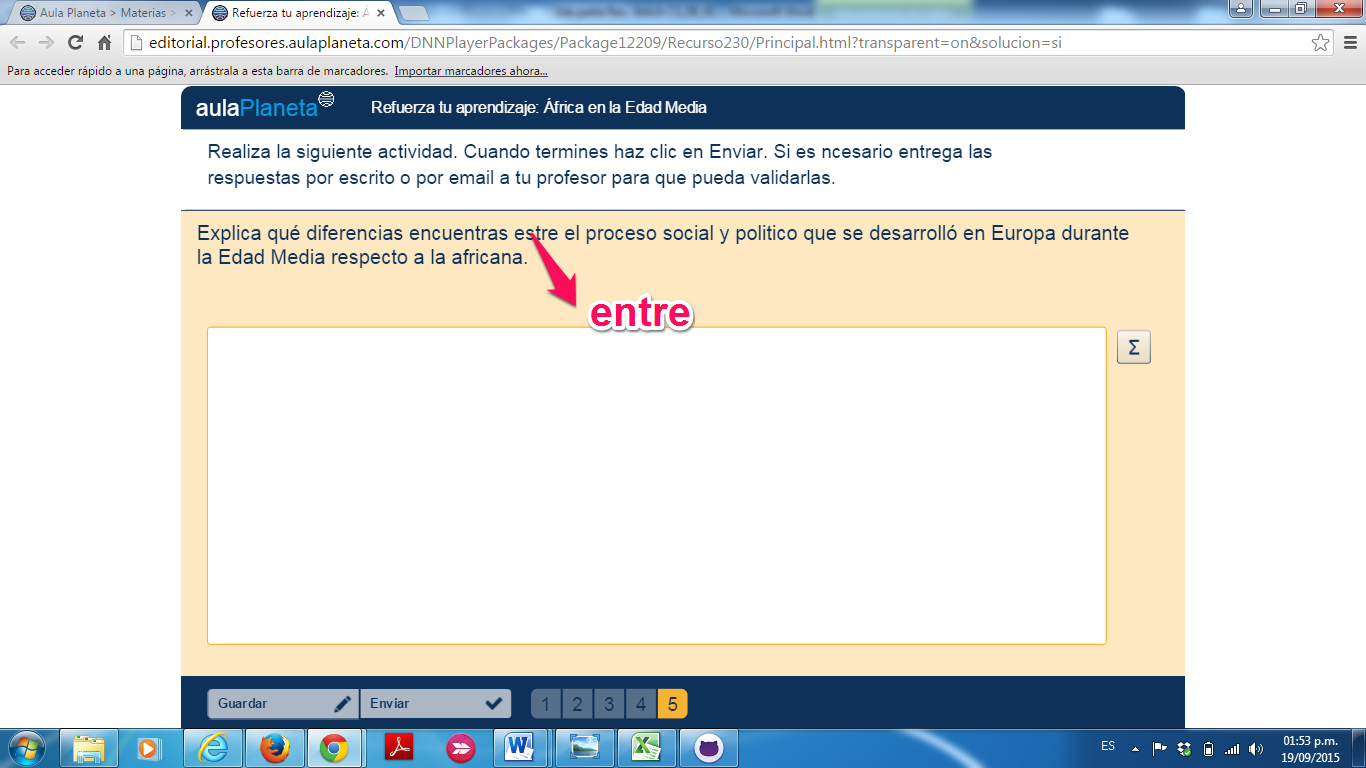 Aula Planeta > Materias >
Refuerza tu aprendizaje: Á
editorial.profesores.aulaplaneta.com/DNNPlayerPackages/Package12209/Recurso230/Principal.html?transparent=on&solucion=si
Para acceder rápido a una página, arrástrala a esta barra de marcadores. Importar marcadores ahora...
aulaPlaneta Refuerza tu aprendizaje: África en la Edad Media
Realiza la siguiente actividad. Cuando termines haz clic en Enviar. Si es ncesario entrega las
respuestas por escrito o por email a tu profesor para que pueda validarlas.
Explica qué diferencias encuentras estre el proceso social y politico que se desarrolló en Europa durante
la Edad Media respecto a la africana.
entre
Σ
Guardar Enviar 1 2 3 4 5
ES 01:53 p.m.
19/09/2015